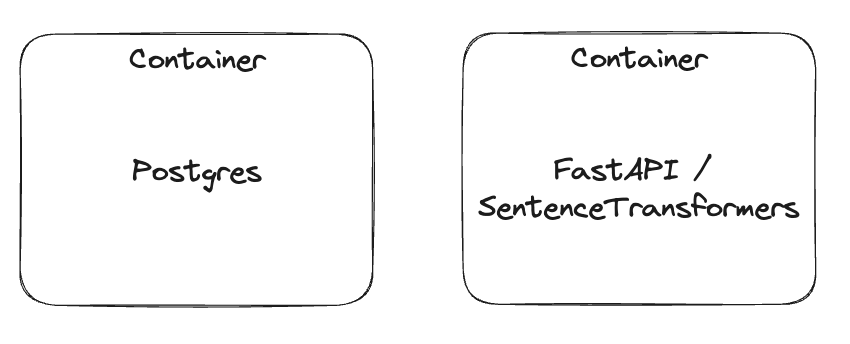 Container
Postgres
Container
FastAPI /
SentenceTransformers